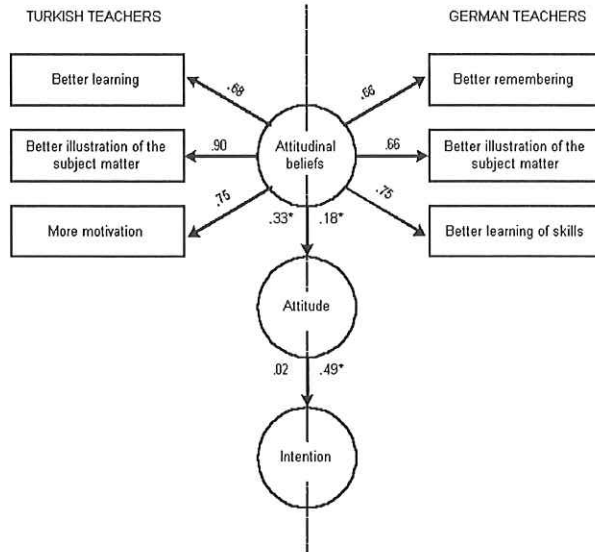 TURKISH TEACHERS
GERMAN TEACHERS
Better learning
.68
.66
Better remembering
Better illustration of the
subject matter
.90
Attitudinal
beliefs
.66
Better illustration of the
subject matter
More motivation
.75
.75
Better learning of skills
.33*
.18*
Attitude
.02
.49*
Intention